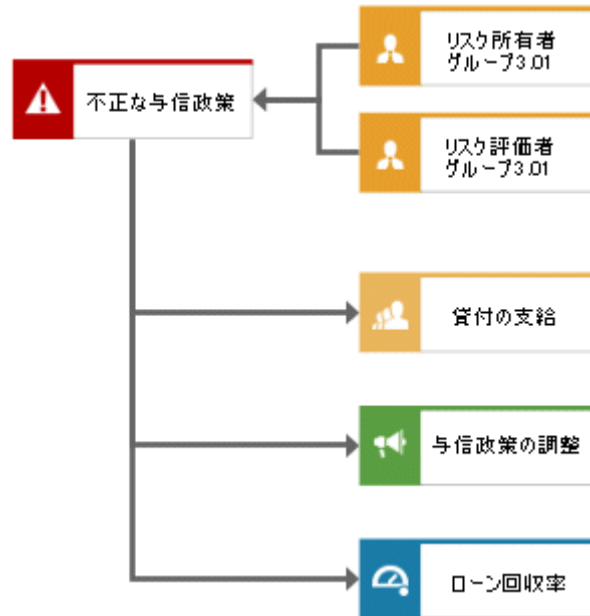 不正な与信政策
リスク所有者
グループ3.01
リスク評価者
グループ3.01
貸付の支給
与信政策の調整
ローン回収率